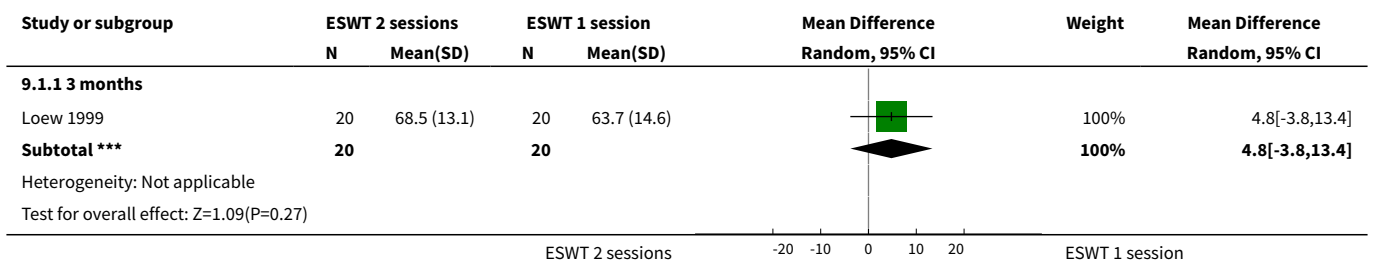 Study or subgroup ESWT 2 sessions ESWT 1 session Mean Difference Weight Mean Difference
N Mean(SD) N Mean(SD) Random, 95% CI Random, 95% CI
9.1.1 3 months
Loew 1999 20 68.5 (13.1) 20 63.7 (14.6) 100% 4.8[-3.8,13.4]
Subtotal *** 20 20 100% 4.8[-3.8,13.4]
Heterogeneity: Not applicable
Test for overall effect: Z=1.09(P=0.27)
ESWT 2 sessions -20 -10 0 10 20 ESWT 1 session